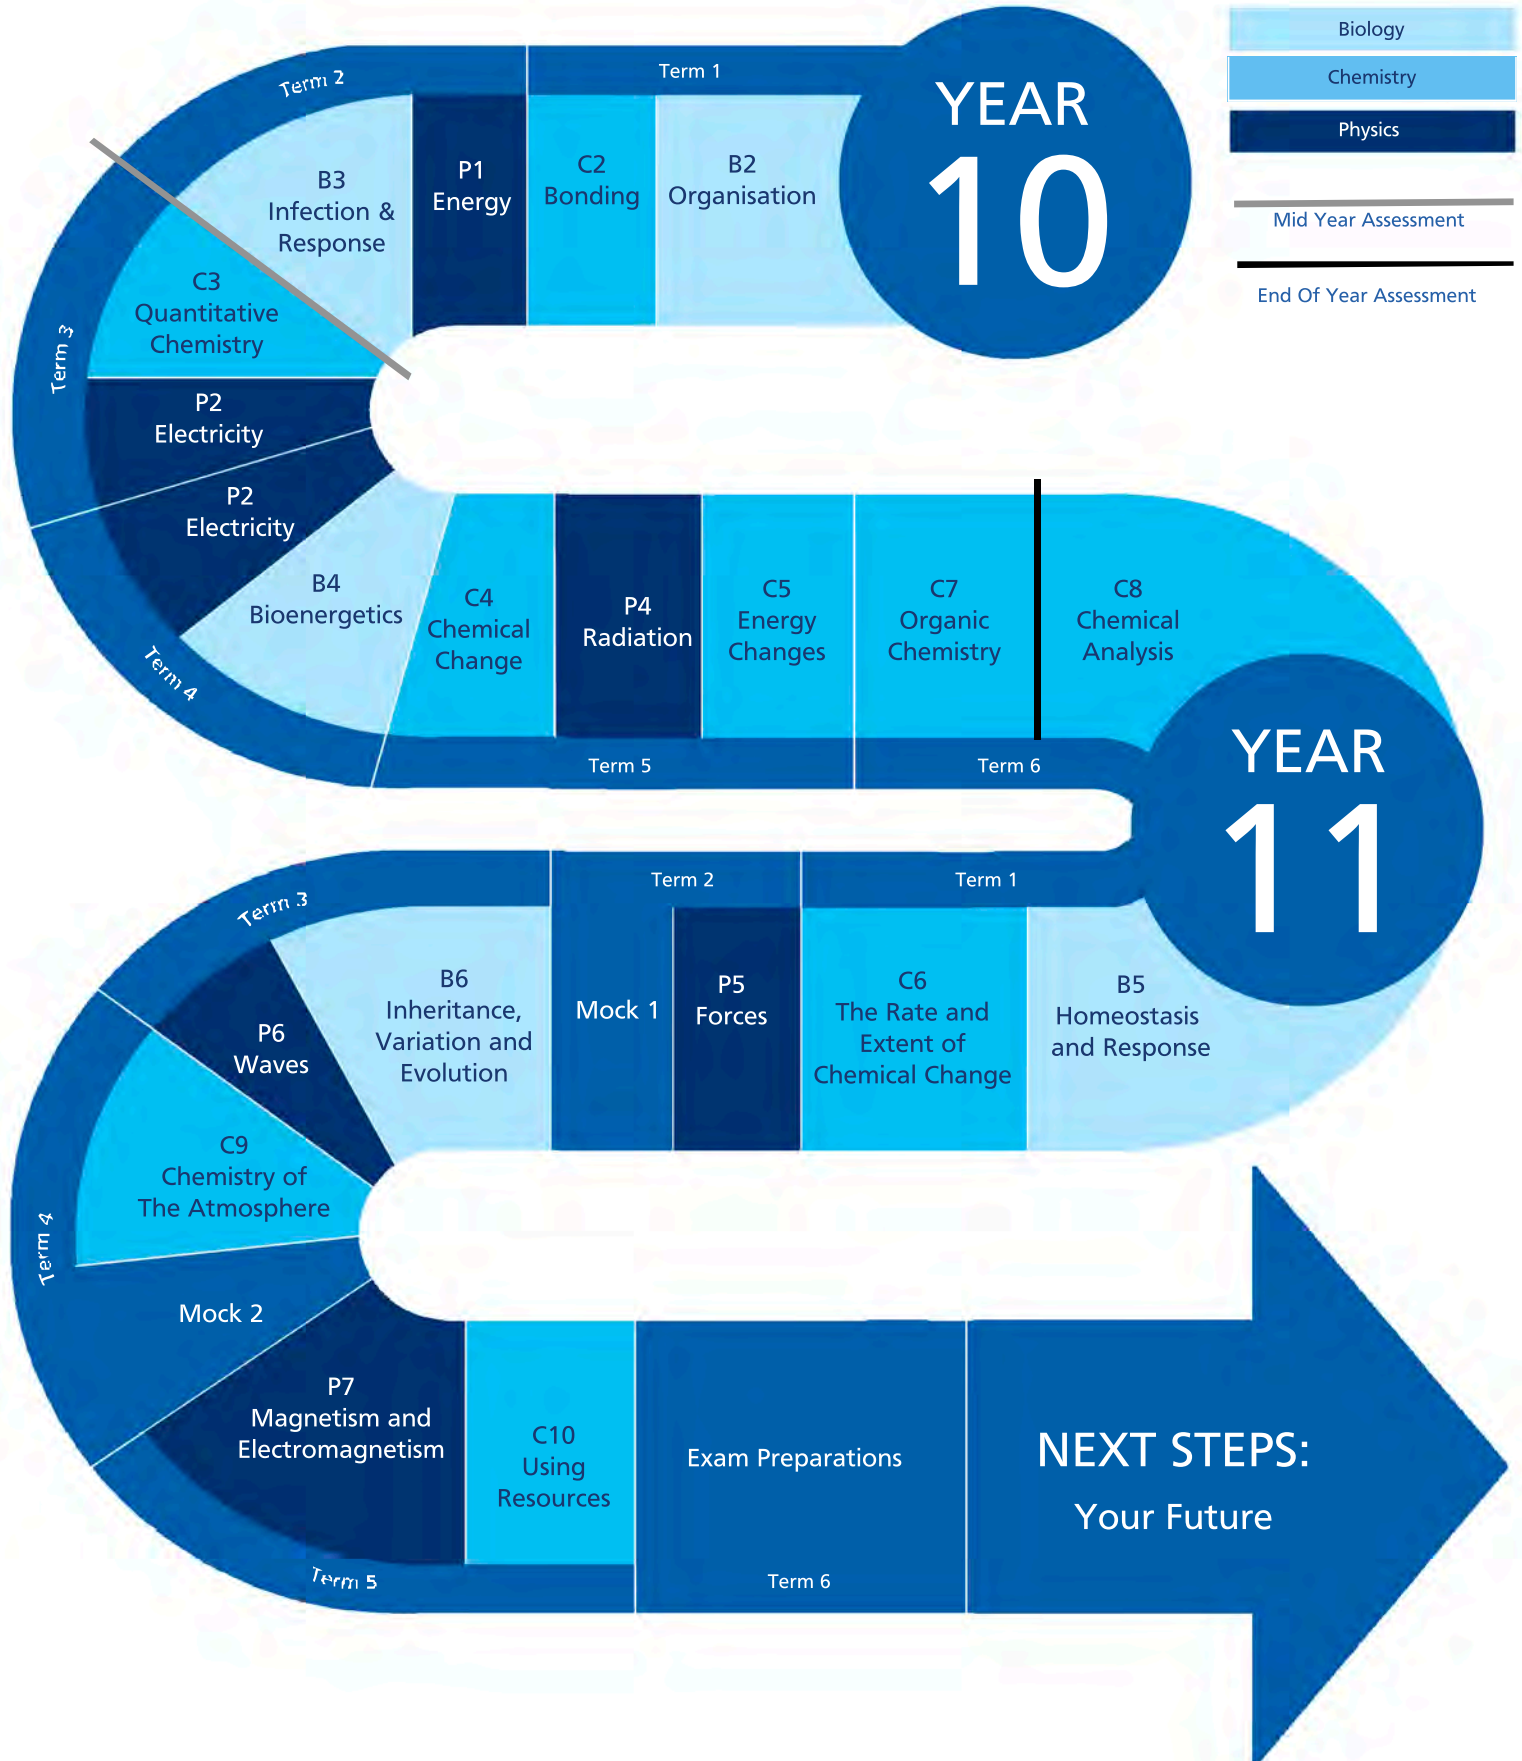 YEAR
10
Biology
Chemistry
Physics
Mid Year Assessment
End Of Year Assessment
Term 1
B2
Organisation
C2
Bonding
Term 2
P1
Energy
B3
Infection &
Response
Term 3
C3
Quantitative
Chemistry
P2
Electricity
P2
Electricity
Term 4
B4
Bioenergetics
C4
Chemical
Change
P4
Radiation
C5
Energy
Changes
Term 5
C7
Organic
Chemistry
Term 6
C8
Chemical
Analysis
YEAR
11
Term 1
B5
Homeostasis
and Response
C6
The Rate and
Extent of
Chemical Change
Term 2
P5
Forces
Mock 1
Term 3
B6
Inheritance,
Variation and
Evolution
P6
Waves
Term 4
C9
Chemistry of
The Atmosphere
Mock 2
P7
Magnetism and
Electromagnetism
Term 5
C10
Using
Resources
Exam Preparations
Term 6
NEXT STEPS:
Your Future